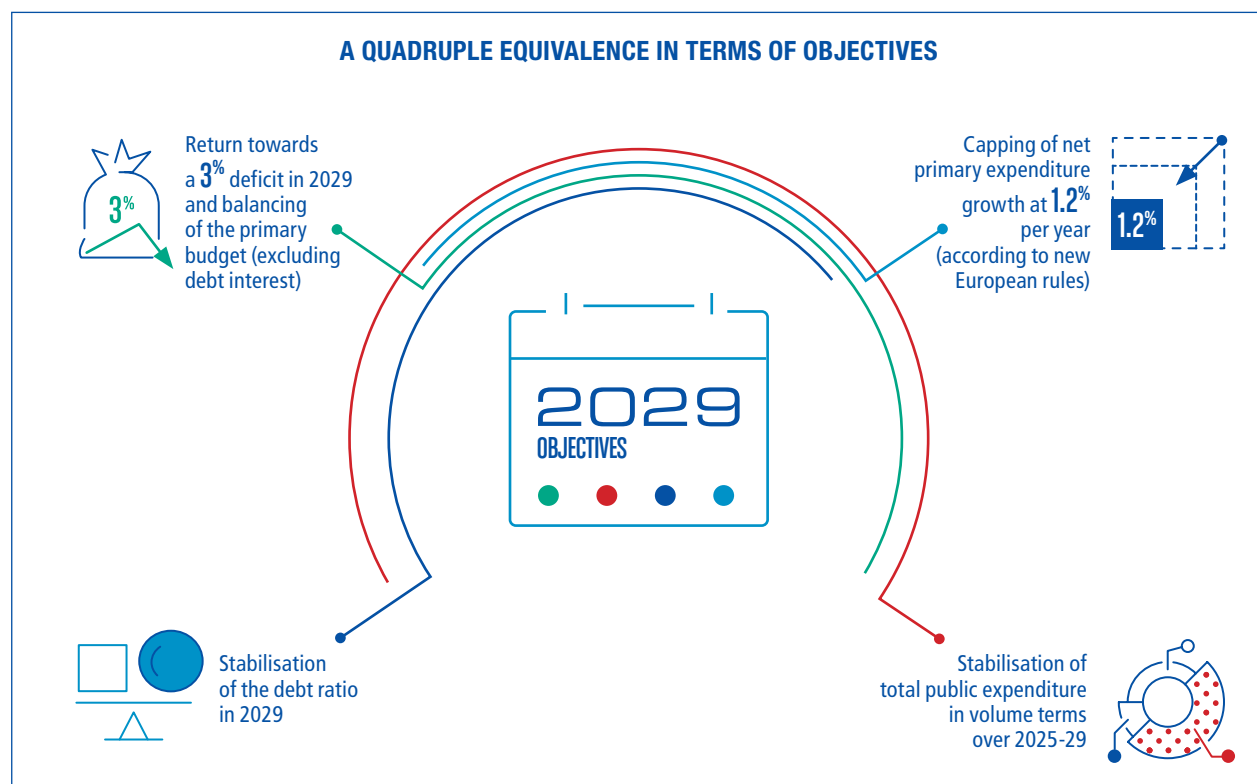 A QUADRUPLE EQUIVALENCE IN TERMS OF OBJECTIVES
3%
Return towards
a 3% deficit in 2029
and balancing
of the primary
budget (excluding
debt interest)
Capping of net
primary expenditure
growth at 1.2%
per year
(according to new
European rules)
1.2%
2029
OBJECTIVES
Stabilisation
of the debt ratio
in 2029
Stabilisation of
total public expenditure
in volume terms
over 2025-29